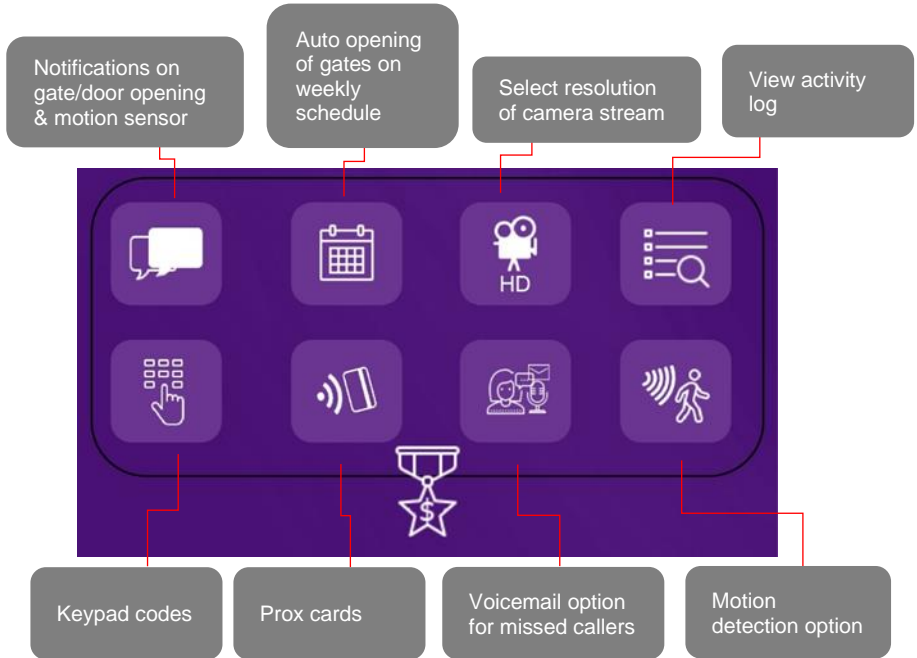 Notifications on
gate/door opening
& motion sensor
Auto opening
of gates on
weekly
schedule
Select resolution
of camera stream
View activity
log
HD
$
Keypad codes
Prox cards
Voicemail option
for missed callers
Motion
detection option